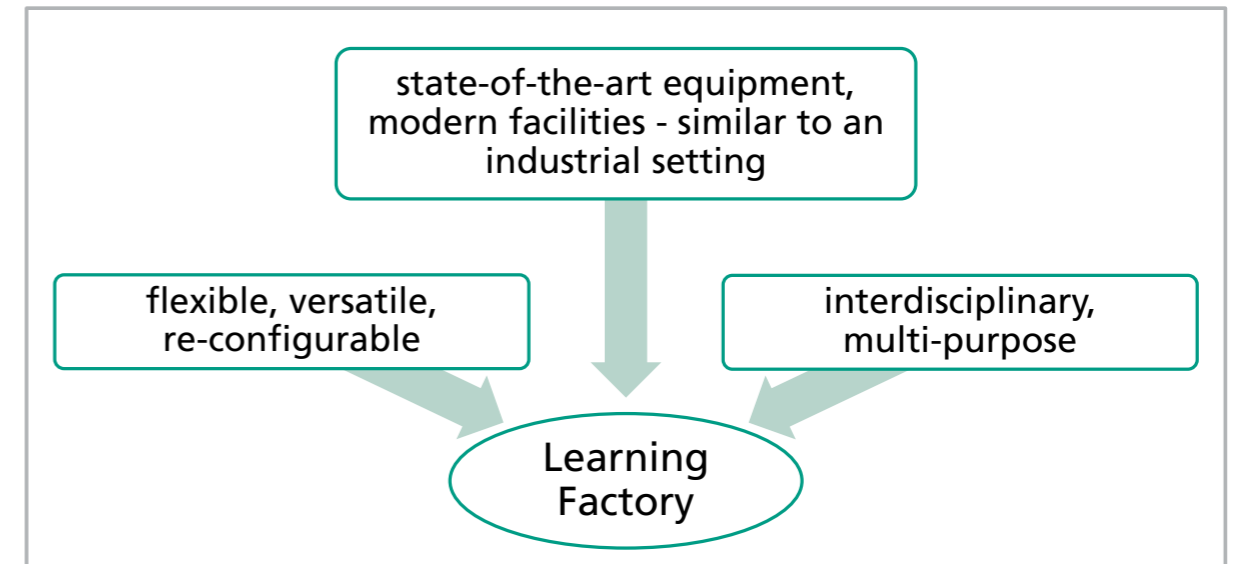 state-of-the-art equipment,
modern facilities - similar to an
industrial setting
flexible, versatile,
re-configurable
interdisciplinary,
multi-purpose
Learning
Factory